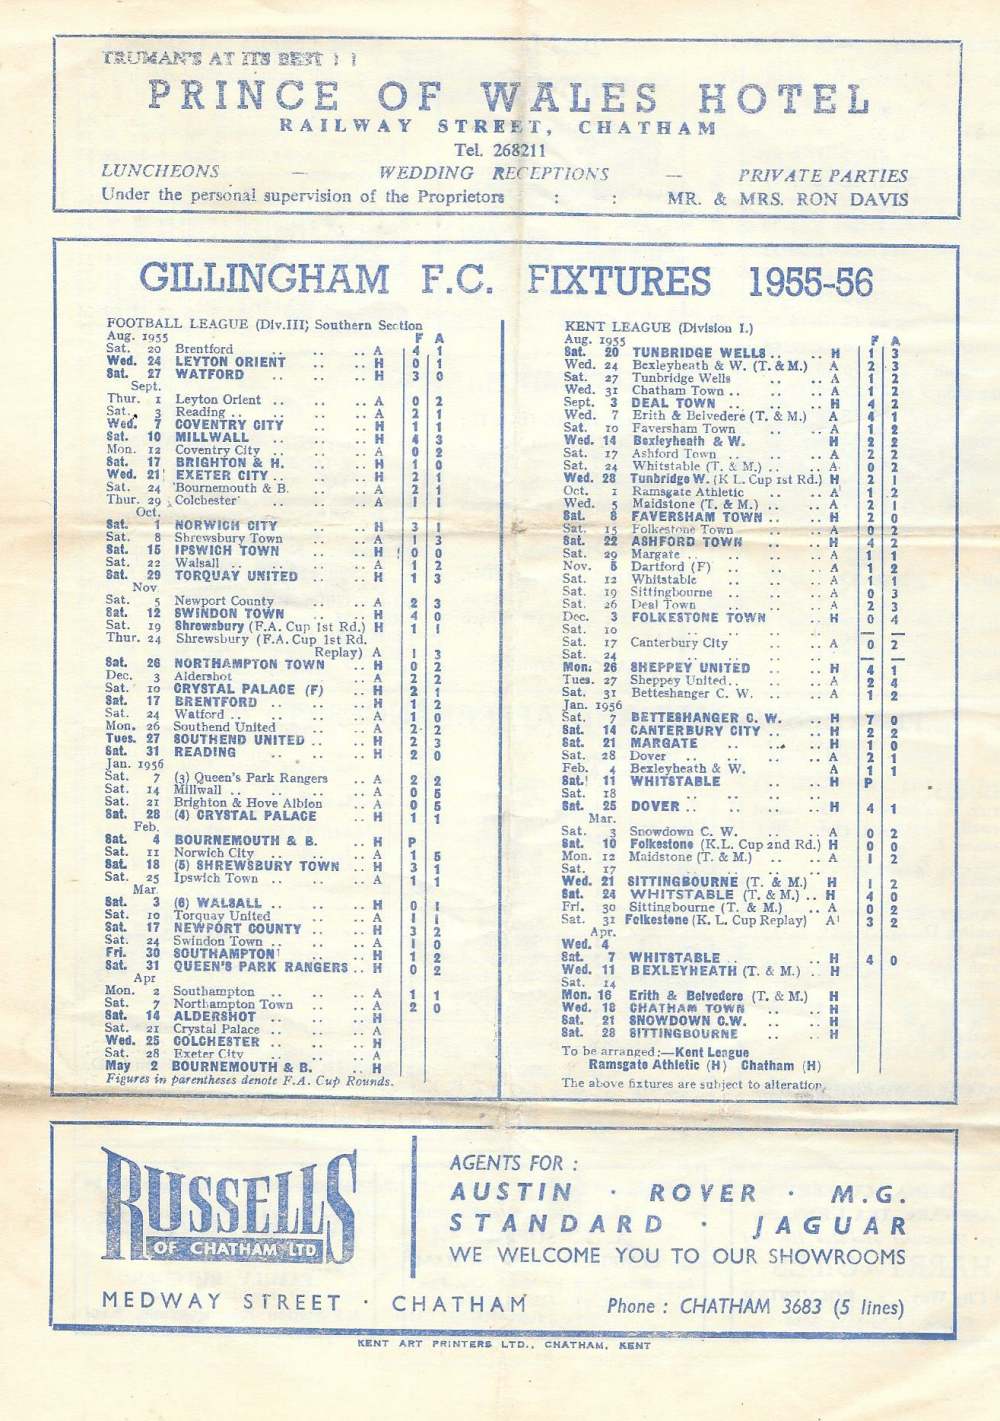 TRUMAN'S AT ITS BEST ! !
PRINCE OF WALES HOTEL
RAILWAY STREET, CHATHAM
Tel. 268211
LUNCHEONS — WEDDING RECEPTIONS — PRIVATE PARTIES
Under the personal supervision of the Proprietors : : MR. & MRS. RON DAVIS
GILLINGHAM F.C. FIXTURES 1955-56
FOOTBALL LEAGUE (Div.III) Southern Section
Aug. 1955 F A
Sat. 20 Brentford .. .. .. A 4 1
Wed. 24 LEYTON ORIENT .. .. H 0 1
Sat. 27 WATFORD .. .. .. H 3 0
Sept.
Thur. 1 Leyton Orient .. .. .. A 0 2
Sat. 3 Reading .. .. .. .. A 2 1
Wed. 7 COVENTRY CITY .. .. H 1 1
Sat. 10 MILLWALL .. .. .. H 4 3
Mon. 12 Coventry City .. .. .. A 0 2
Sat. 17 BRIGHTON & H. .. .. H 1 0
Wed. 21 EXETER CITY .. .. .. H 2 1
Sat. 24 Bournemouth & B. .. .. A 2 1
Thur. 29 Colchester .. .. .. A 1 1
Oct.
Sat. 1 NORWICH CITY .. .. H 3 1
Sat. 8 Shrewsbury Town .. .. A 1 3
Sat. 15 IPSWICH TOWN .. .. H 0 0
Sat. 22 Walsall .. .. .. .. A 1 2
Sat. 29 TORQUAY UNITED .. .. H 1 3
Nov
Sat. 5 Newport County .. .. A 2 3
Sat. 12 SWINDON TOWN .. .. H 4 0
Sat. 19 Shrewsbury (F.A. Cup 1st Rd.) H 1 1
Thur. 24 Shrewsbury (F.A. Cup 1st Rd.
Replay) A 1 3
Sat. 26 NORTHAMPTON TOWN .. H 0 2
Dec. 3 Aldershot .. .. .. A 2 2
Sat. 10 CRYSTAL PALACE (F) .. H 2 1
Sat. 17 BRENTFORD .. .. .. H 1 2
Sat. 24 Watford .. .. .. .. A 1 0
Mon. 26 Southend United .. .. A 2 2
Tues. 27 SOUTHEND UNITED .. .. H 2 3
Sat. 31 READING .. .. .. H 2 0
Jan. 1956
Sat. 7 (3) Queen's Park Rangers .. A 2 2
Sat. 14 Millwall .. .. .. .. A 0 5
Sat. 21 Brighton & Hove Albion .. A 0 5
Sat. 28 (4) CRYSTAL PALACE .. H 1 1
Feb.
Sat. 4 BOURNEMOUTH & B. .. H P
Sat. 11 Norwich City .. .. .. A 1 5
Sat. 18 (5) SHREWSBURY TOWN .. H 3 1
Sat. 25 Ipswich Town .. .. .. A 1 1
Mar.
Sat. 3 (6) WALSALL .. .. .. H 0 1
Sat. 10 Torquay United .. .. A 1 1
Sat. 17 NEWPORT COUNTY .. .. H 3 2
Sat. 24 Swindon Town .. .. .. A 1 0
Fri. 30 SOUTHAMPTON .. .. H 1 2
Sat. 31 QUEEN'S PARK RANGERS .. H 0 2
Apr
Mon. 2 Southampton .. .. .. A 1 1
Sat. 7 Northampton Town .. .. A 2 0
Sat. 14 ALDERSHOT .. .. .. H
Sat. 21 Crystal Palace .. .. .. A
Wed. 25 COLCHESTER .. .. .. H
Sat. 28 Exeter City .. .. .. A
May 2 BOURNEMOUTH & B. .. H
Figures in parentheses denote F.A. Cup Rounds.
KENT LEAGUE (Division I.)
Aug. 1955 F A
Sat. 20 TUNBRIDGE WELLS .. .. H 1 3
Wed. 24 Bexleyheath & W. (T. & M.) A 2 3
Sat. 27 Tunbridge Wells .. .. A 1 2
Wed. 31 Chatham Town .. .. .. A 1 2
Sept. 3 DEAL TOWN .. .. .. H 4 2
Wed. 7 Erith & Belvedere (T. & M.) A 4 1
Sat. 10 Faversham Town .. .. A 1 2
Wed. 14 Bexleyheath & W. .. .. H 2 2
Sat. 17 Ashford Town .. .. .. A 2 2
Sat. 24 Whitstable (T. & M.) .. .. A 0 2
Wed. 28 Tunbridge W. (K L. Cup 1st Rd.) H 2 1
Oct. 1 Ramsgate Athletic .. .. A 1 2
Wed. 5 Maidstone (T. & M.) .. .. A 2 1
Sat. 8 FAVERSHAM TOWN .. .. H 2 0
Sat. 15 Folkestone Town .. .. A 0 2
Sat. 22 ASHFORD TOWN .. .. H 4 2
Sat. 29 Margate .. .. .. .. A 1 1
Nov. 5 Dartford (F) .. .. .. A 1 2
Sat. 12 Whitstable .. .. .. A 1 1
Sat. 19 Sittingbourne .. .. .. A 0 3
Sat. 26 Deal Town .. .. .. A 2 3
Dec. 3 FOLKESTONE TOWN .. H 0 4
Sat. 10 .. .. .. .. — —
Sat. 17 Canterbury City .. .. A 0 2
Sat. 24 .. .. .. .. — —
Mon. 26 SHEPPEY UNITED .. .. H 4 1
Tues. 27 Sheppey United .. .. .. A 2 4
Sat. 31 Betteshanger C. W. .. .. A 1 2
Jan. 1956
Sat. 7 BETTESHANGER C. W. .. H 7 0
Sat. 14 CANTERBURY CITY .. .. H 2 2
Sat. 21 MARGATE .. .. .. H 1 0
Sat. 28 Dover .. .. .. .. A 2 1
Feb. 4 Bexleyheath & W. .. A 1 1
Sat. 11 WHITSTABLE .. .. H P
Sat. 18 .. .. .. ..
Sat. 25 DOVER .. .. .. .. H 4 1
Mar.
Sat. 3 Snowdown C. W. .. .. A 0 2
Sat. 10 Folkestone (K.L. Cup 2nd Rd.) H 0 0
Mon. 12 Maidstone (T. & M.) .. .. A 1 2
Sat. 17 .. .. .. ..
Wed. 21 SITTINGBOURNE (T. & M.) H 1 2
Sat. 24 WHITSTABLE (T. & M.) .. H 4 0
Fri. 30 Sittingbourne (T. & M.) .. A 0 2
Sat. 31 Folkestone (K. L. Cup Replay) A 3 2
Apr.
Wed. 4
Sat. 7 WHITSTABLE .. .. .. H 4 0
Wed. 11 BEXLEYHEATH (T. & M.) .. H
Sat. 14
Mon. 16 Erith & Belvedere (T. & M.) H
Wed. 18 CHATHAM TOWN .. .. H
Sat. 21 SNOWDOWN C.W. .. .. H
Sat. 28 SITTINGBOURNE .. .. H
To be arranged:—Kent League
Ramsgate Athletic (H) Chatham (H)
The above fixtures are subject to alteration.
RUSSELLS
OF CHATHAM LTD
AGENTS FOR :
AUSTIN · ROVER · M.G.
STANDARD · JAGUAR
WE WELCOME YOU TO OUR SHOWROOMS
MEDWAY STREET · CHATHAM Phone : CHATHAM 3683 (5 lines)
KENT ART PRINTERS LTD., CHATHAM, KENT